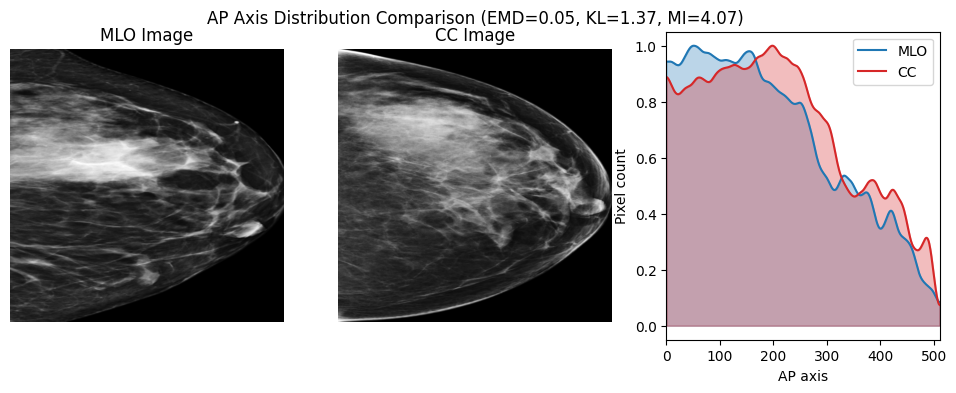 AP Axis Distribution Comparison (EMD=0.05, KL=1.37, MI=4.07)
MLO Image
CC Image
MLO
CC
1.0
0.8
0.6
0.4
0.2
0.0
Pixel count
0
100
200
300
400
500
AP axis